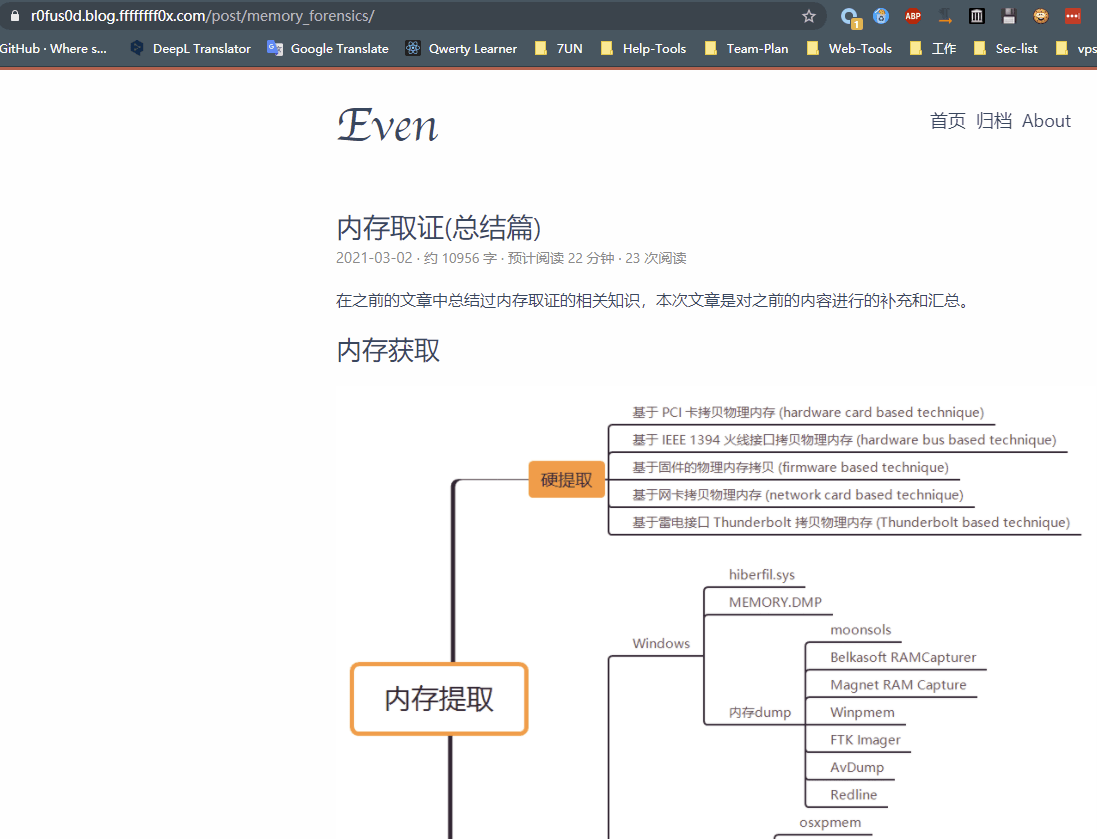 r0fus0d.blog.ffffffff0x.com/post/memory_forensics/
1
ABP
GitHub · Where s...
DeepL Translator
Google Translate
Qwerty Learner
7UN
Help-Tools
Team-Plan
Web-Tools
工作
Sec-list
vps
Even
首页 归档 About
内存取证(总结篇)
2021-03-02 · 约 10956 字 · 预计阅读 22 分钟 · 23 次阅读
在之前的文章中总结过内存取证的相关知识，本次文章是对之前的内容进行的补充和汇总。
内存获取
基于 PCI 卡拷贝物理内存 (hardware card based technique)
基于 IEEE 1394 火线接口拷贝物理内存 (hardware bus based technique)
硬提取
基于固件的物理内存拷贝 (firmware based technique)
基于网卡拷贝物理内存 (network card based technique)
基于雷电接口 Thunderbolt 拷贝物理内存 (Thunderbolt based technique)
hiberfil.sys
MEMORY.DMP
Windows
moonsols
Belkasoft RAMCapturer
Magnet RAM Capture
内存提取
内存dump
Winpmem
FTK Imager
AvDump
Redline
osxpmem